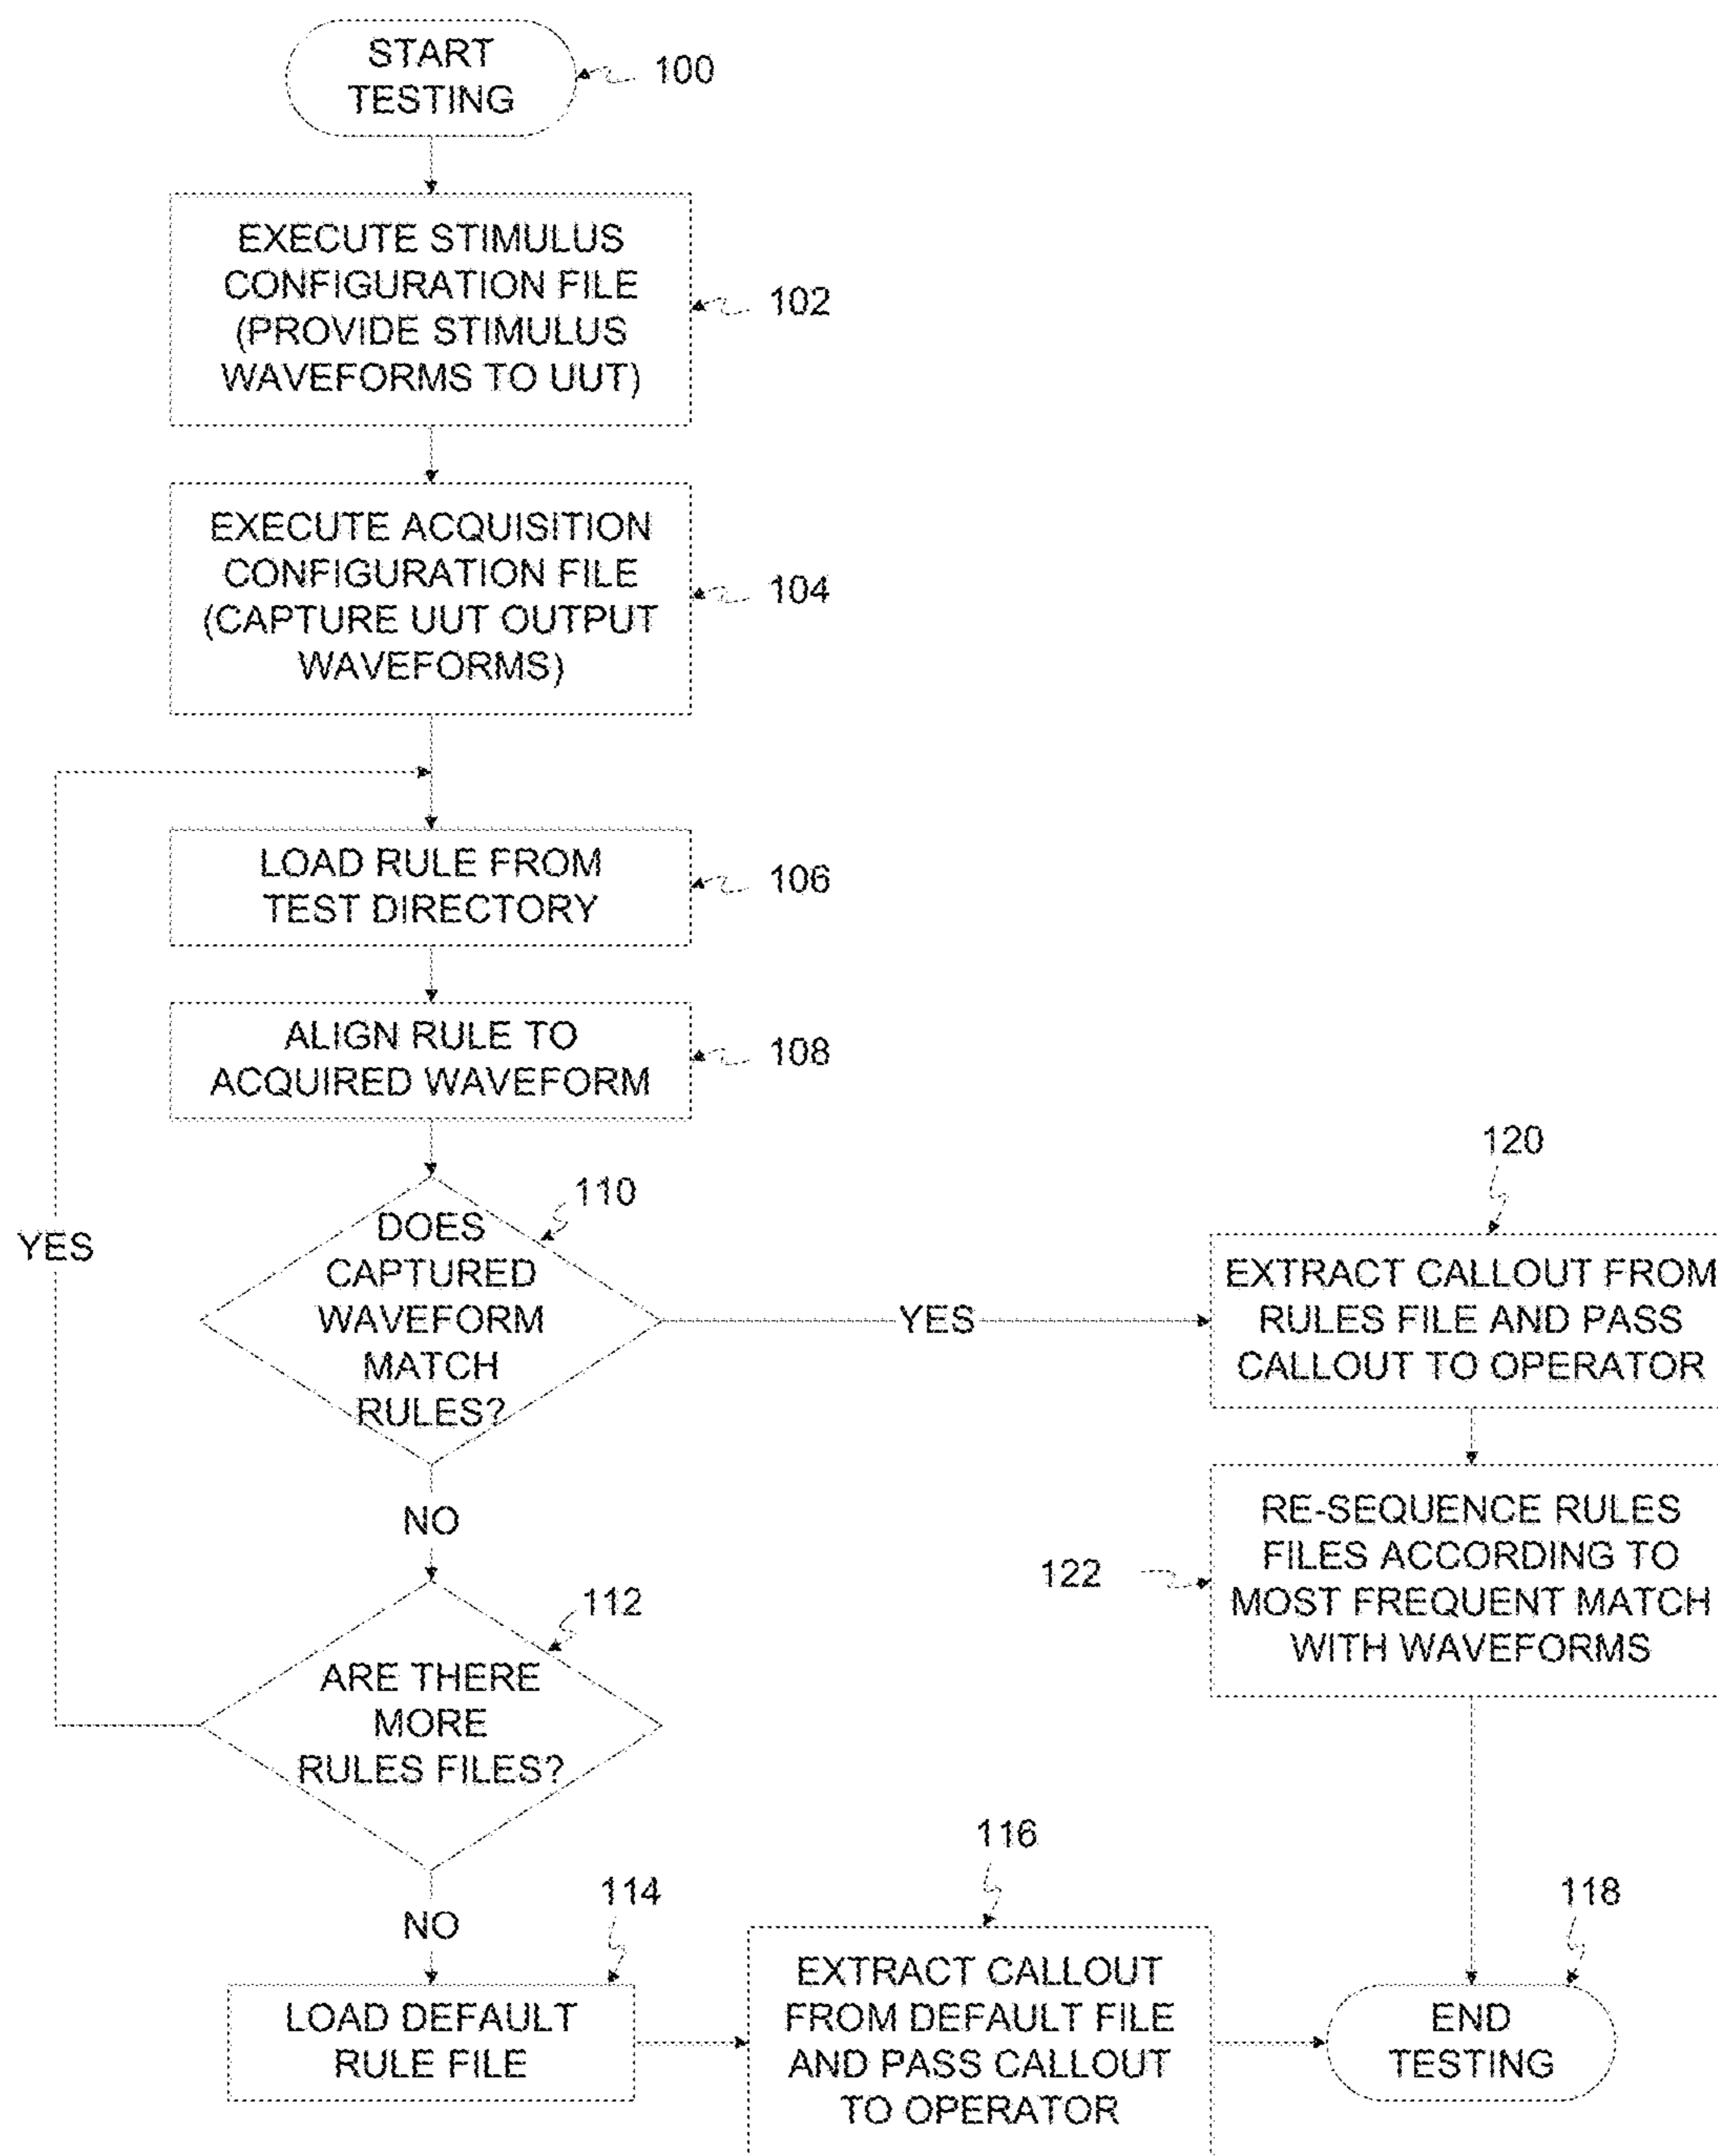 START
TESTING
100
EXECUTE STIMULUS
CONFIGURATION FILE
(PROVIDE STIMULUS
WAVEFORMS TO UUT)
102
EXECUTE ACQUISITION
CONFIGURATION FILE
(CAPTURE UUT OUTPUT
WAVEFORMS)
104
LOAD RULE FROM
TEST DIRECTORY
106
ALIGN RULE TO
ACQUIRED WAVEFORM
108
DOES
CAPTURED
WAVEFORM
MATCH
RULES?
110
YES
NO
ARE THERE
MORE
RULES FILES?
112
YES
NO
LOAD DEFAULT
RULE FILE
114
EXTRACT CALLOUT
FROM DEFAULT FILE
AND PASS CALLOUT
TO OPERATOR
116
120
EXTRACT CALLOUT FROM
RULES FILE AND PASS
CALLOUT TO OPERATOR
122
RE-SEQUENCE RULES
FILES ACCORDING TO
MOST FREQUENT MATCH
WITH WAVEFORMS
118
END
TESTING